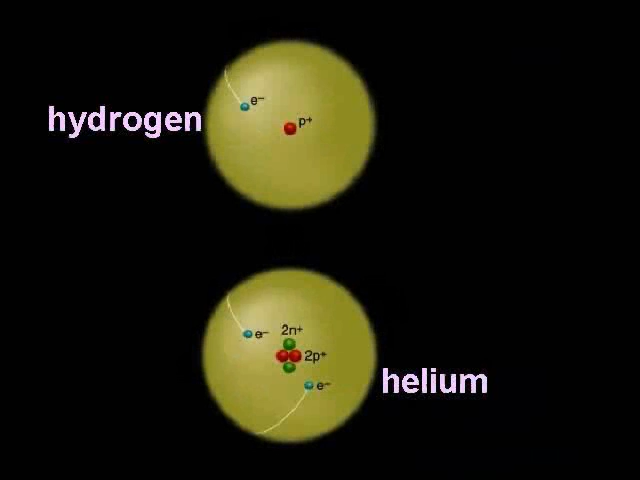 e⁻
hydrogen
p⁺
2n⁺
e⁻
2p⁺
e⁻
helium